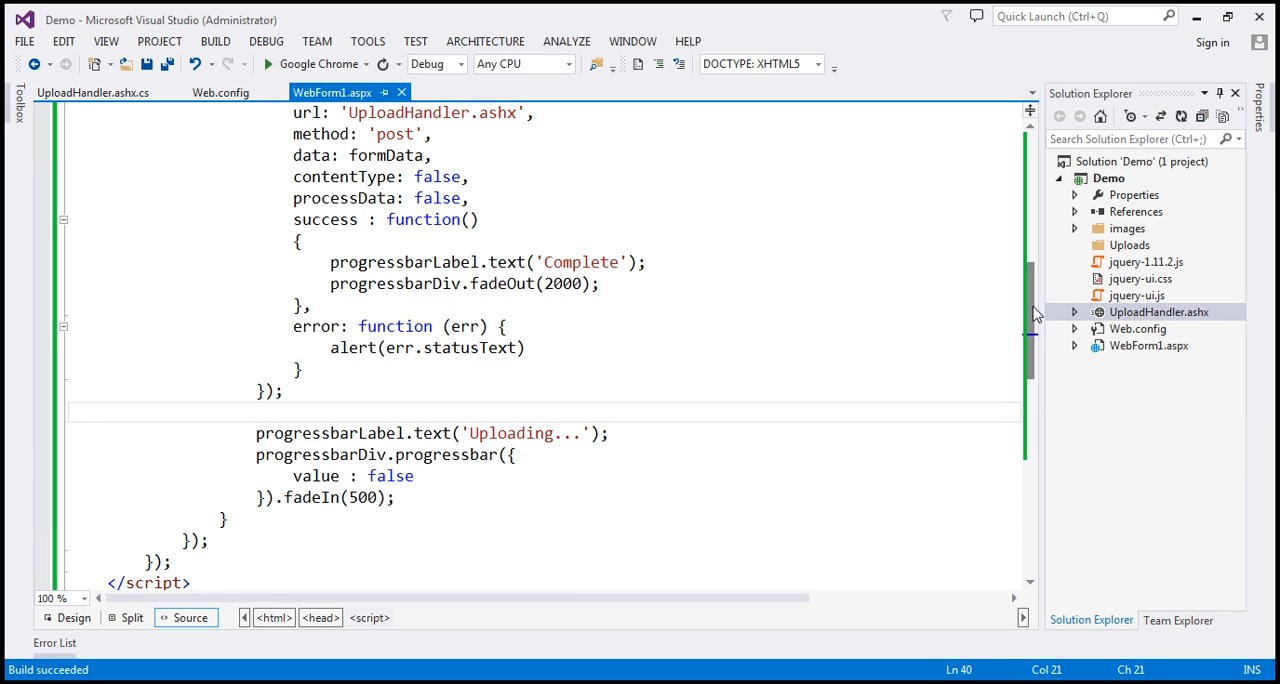 Demo - Microsoft Visual Studio (Administrator)
Quick Launch (Ctrl+Q)
FILE EDIT VIEW PROJECT BUILD DEBUG TEAM TOOLS TEST ARCHITECTURE ANALYZE WINDOW HELP
Sign in
Google Chrome Debug Any CPU DOCTYPE: XHTML5
Toolbox
UploadHandler.ashx.cs Web.config WebForm1.aspx
url: 'UploadHandler.ashx',
method: 'post',
data: formData,
contentType: false,
processData: false,
success : function()
{
progressbarLabel.text('Complete');
progressbarDiv.fadeOut(2000);
},
error: function (err) {
alert(err.statusText)
}
});
progressbarLabel.text('Uploading...');
progressbarDiv.progressbar({
value : false
}).fadeIn(500);
}
});
});
</script>
100 %
Design Split Source <html> <head> <script>
Error List
Solution Explorer
Search Solution Explorer (Ctrl+;)
Solution 'Demo' (1 project)
Demo
Properties
References
images
Uploads
jquery-1.11.2.js
jquery-ui.css
jquery-ui.js
UploadHandler.ashx
Web.config
WebForm1.aspx
Solution Explorer Team Explorer
Properties
Build succeeded Ln 40 Col 21 Ch 21 INS